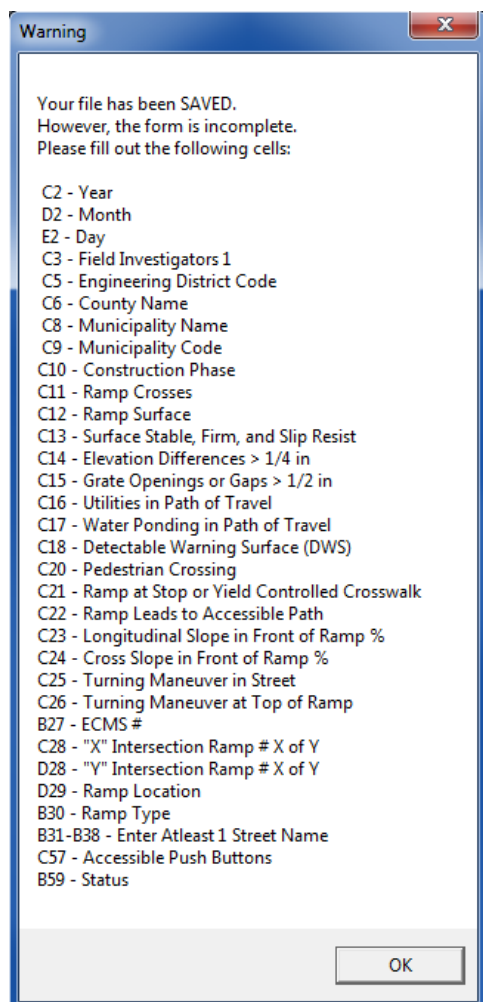 Warning
Your file has been SAVED.
However, the form is incomplete.
Please fill out the following cells:
C2 - Year
D2 - Month
E2 - Day
C3 - Field Investigators 1
C5 - Engineering District Code
C6 - County Name
C8 - Municipality Name
C9 - Municipality Code
C10 - Construction Phase
C11 - Ramp Crosses
C12 - Ramp Surface
C13 - Surface Stable, Firm, and Slip Resist
C14 - Elevation Differences > 1/4 in
C15 - Grate Openings or Gaps > 1/2 in
C16 - Utilities in Path of Travel
C17 - Water Ponding in Path of Travel
C18 - Detectable Warning Surface (DWS)
C20 - Pedestrian Crossing
C21 - Ramp at Stop or Yield Controlled Crosswalk
C22 - Ramp Leads to Accessible Path
C23 - Longitudinal Slope in Front of Ramp %
C24 - Cross Slope in Front of Ramp %
C25 - Turning Maneuver in Street
C26 - Turning Maneuver at Top of Ramp
B27 - ECMS #
C28 - "X" Intersection Ramp # X of Y
D28 - "Y" Intersection Ramp # X of Y
D29 - Ramp Location
B30 - Ramp Type
B31-B38 - Enter Atleast 1 Street Name
C57 - Accessible Push Buttons
B59 - Status
OK